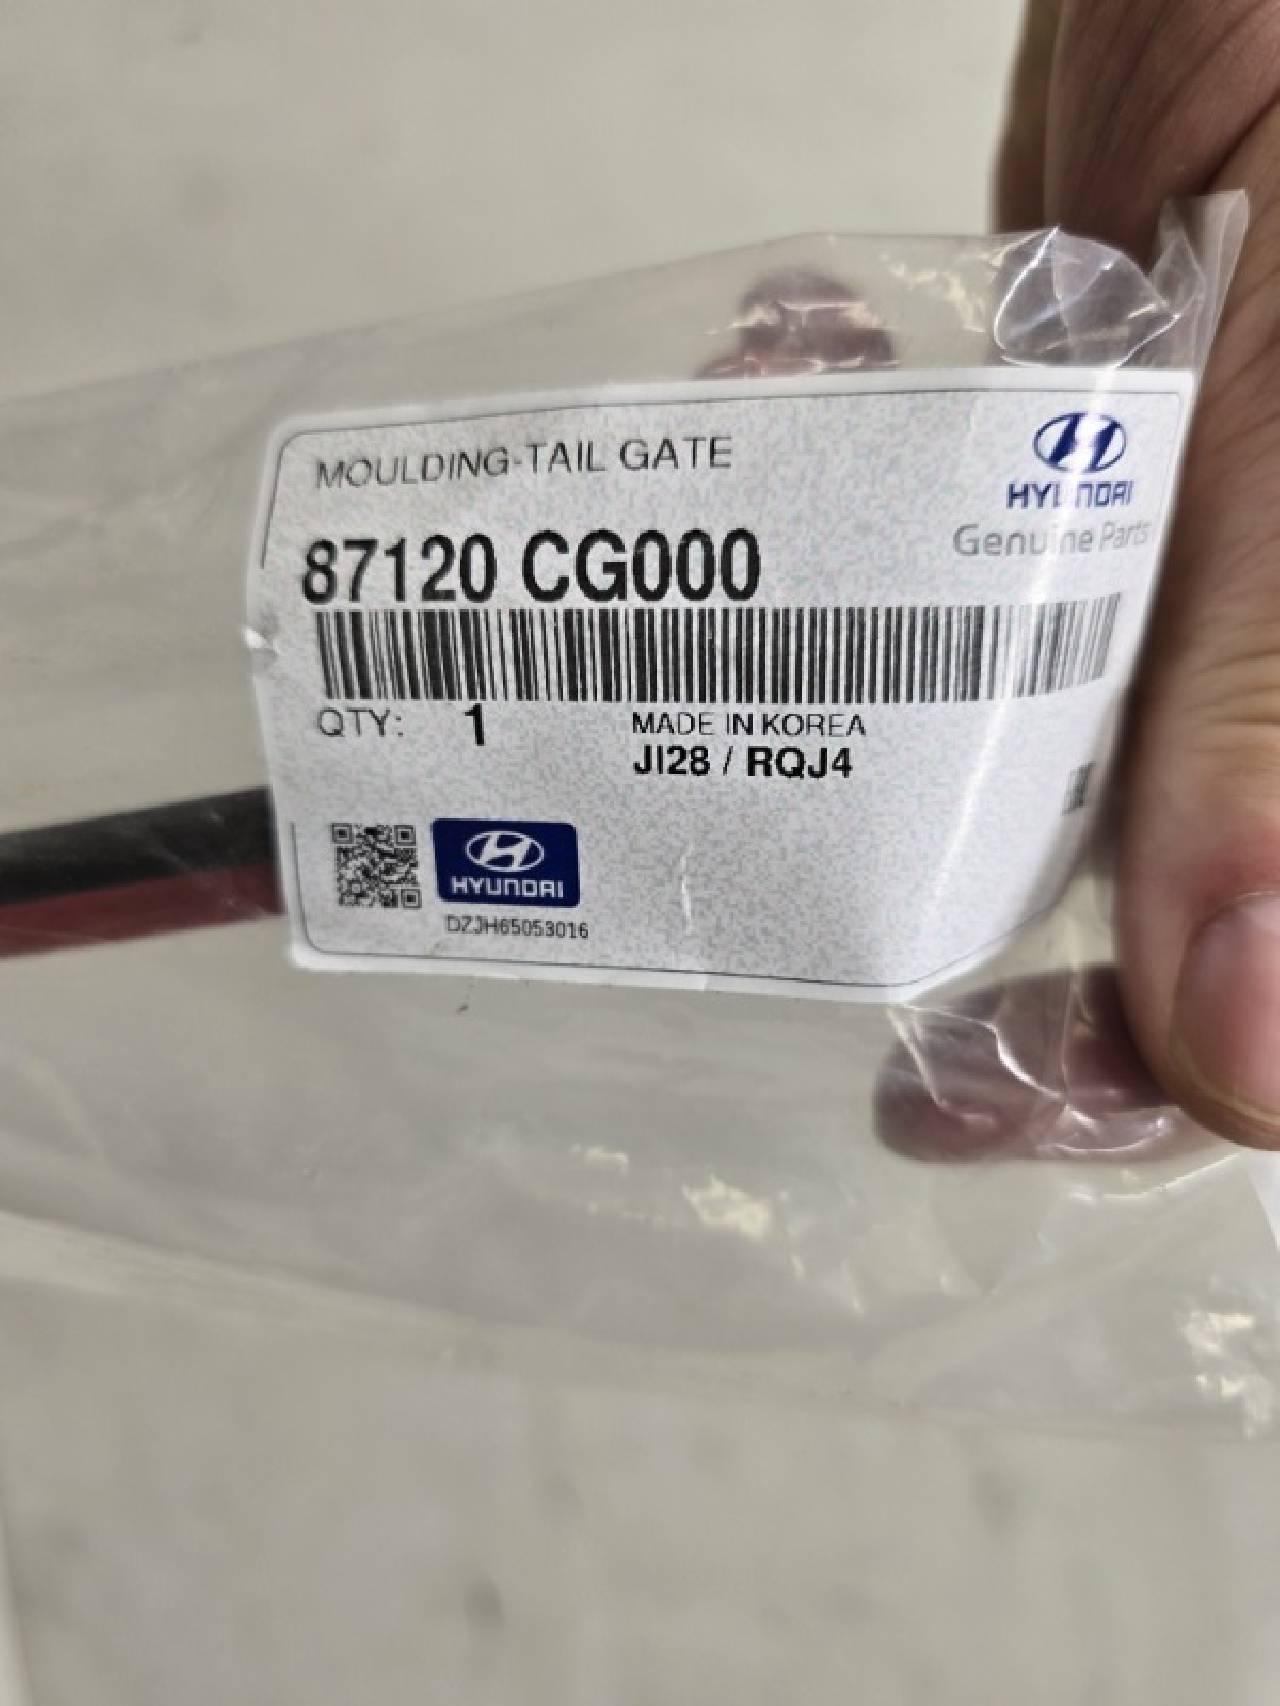 MOULDING-TAIL GATE
HYUNDAI
Genuine Parts
87120 CG000
QTY: 1
MADE IN KOREA
JI28 / RQJ4
HYUNDAI
DZJH65053016